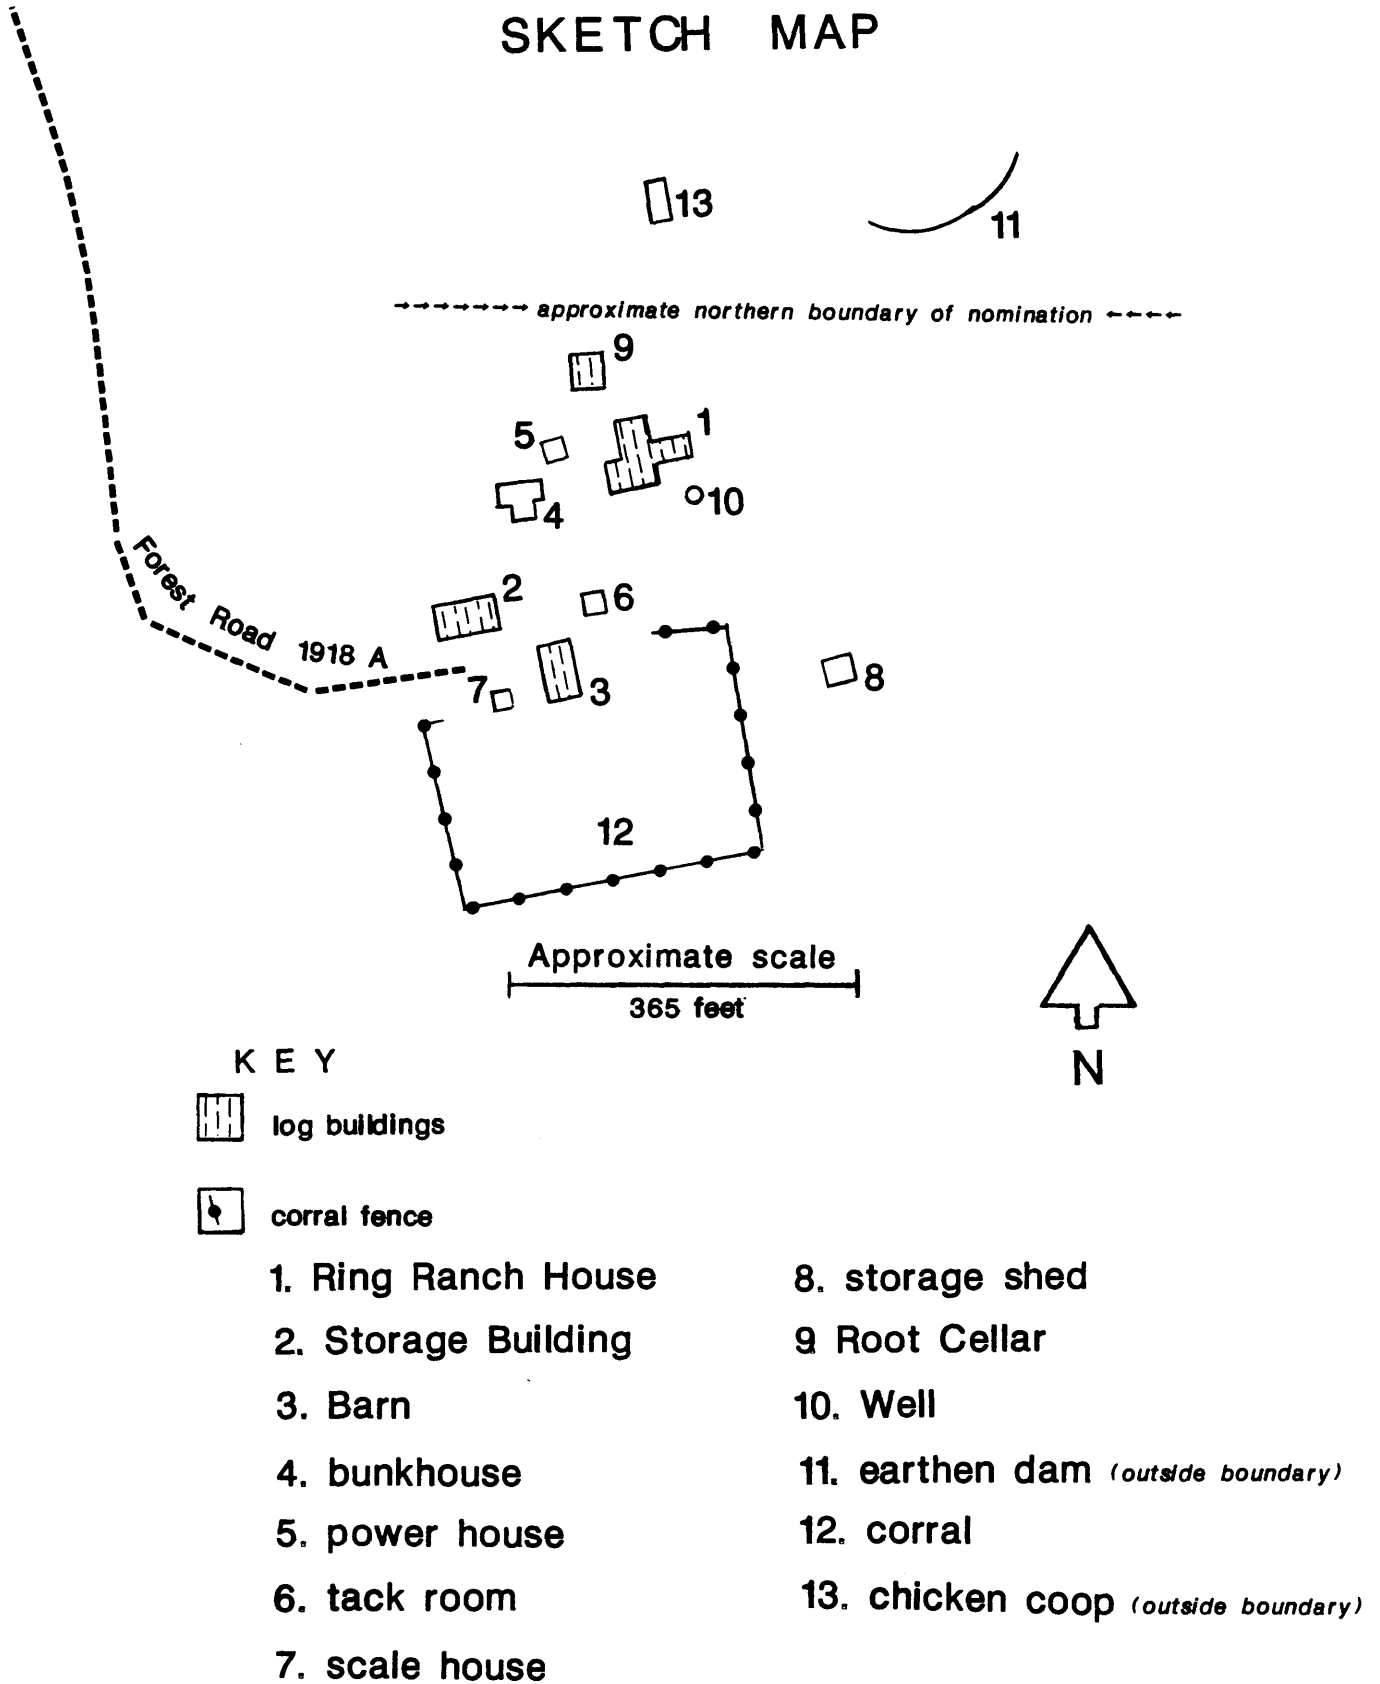 SKETCH MAP
13
11
approximate northern boundary of nomination
9
1
5
10
4
Forest Road 1918 A
2
6
7
3
8
12
Approximate scale
365 feet
N
KEY
log buildings
corral fence
1. Ring Ranch House
2. Storage Building
3. Barn
4. bunkhouse
5. power house
6. tack room
7. scale house
8. storage shed
9 Root Cellar
10. Well
11. earthen dam (outside boundary)
12. corral
13. chicken coop (outside boundary)